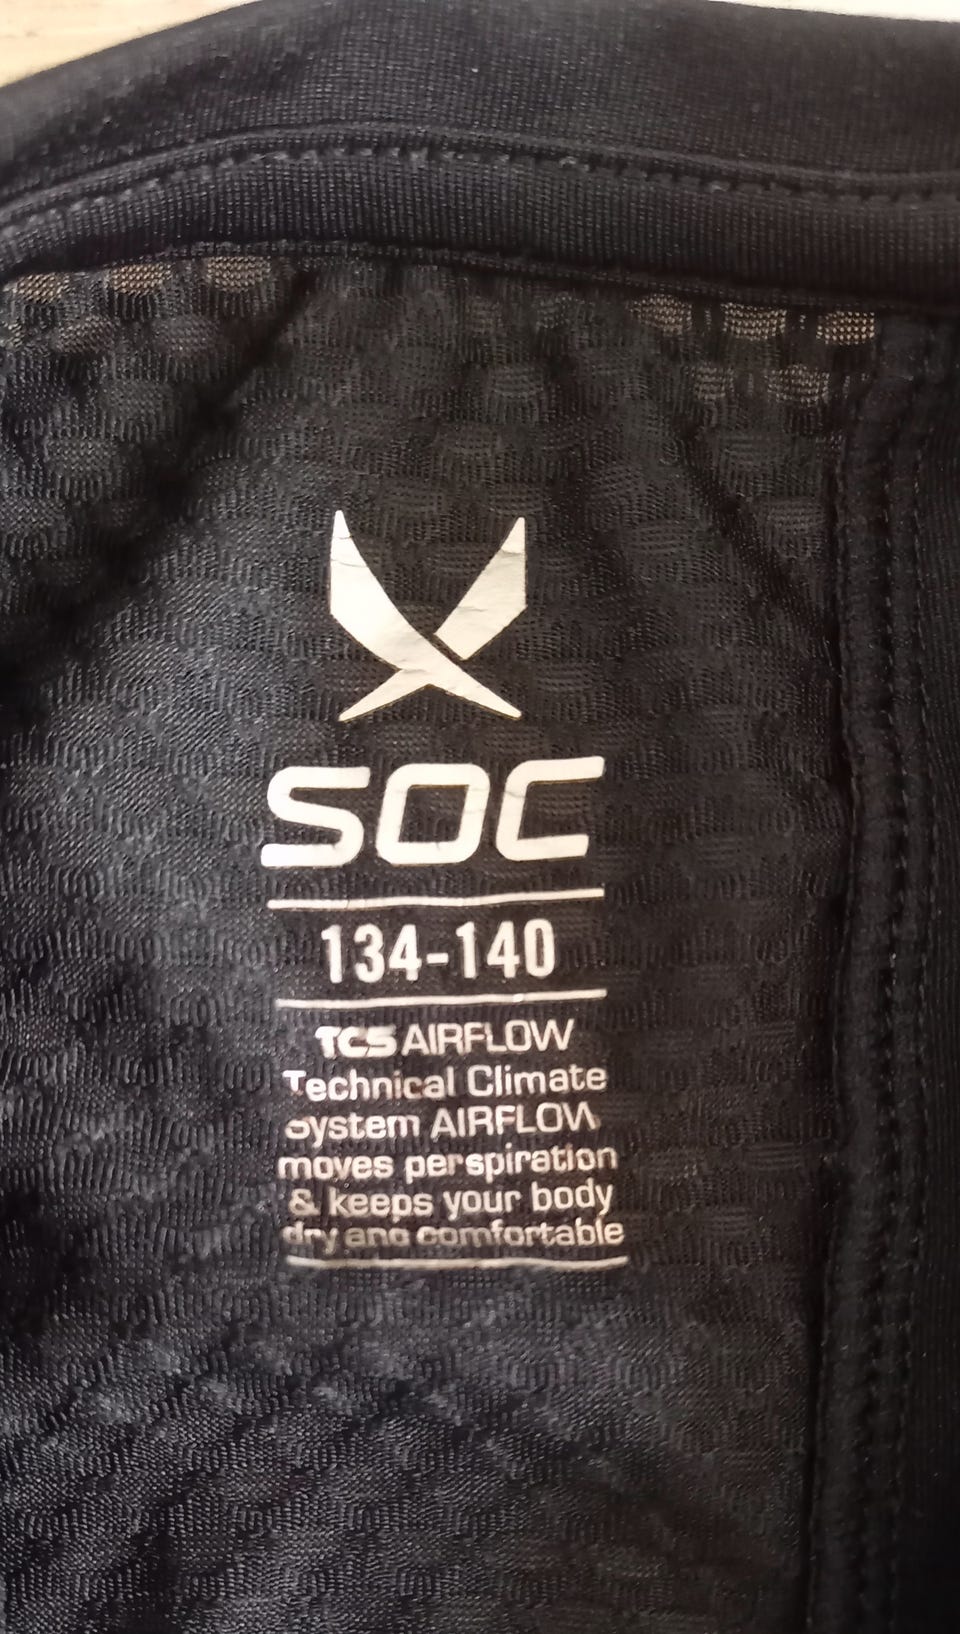 SOC
134-140
TCS AIRFLOW
Technical Climate
System AIRFLOW
moves perspiration
& keeps your body
dry and comfortable